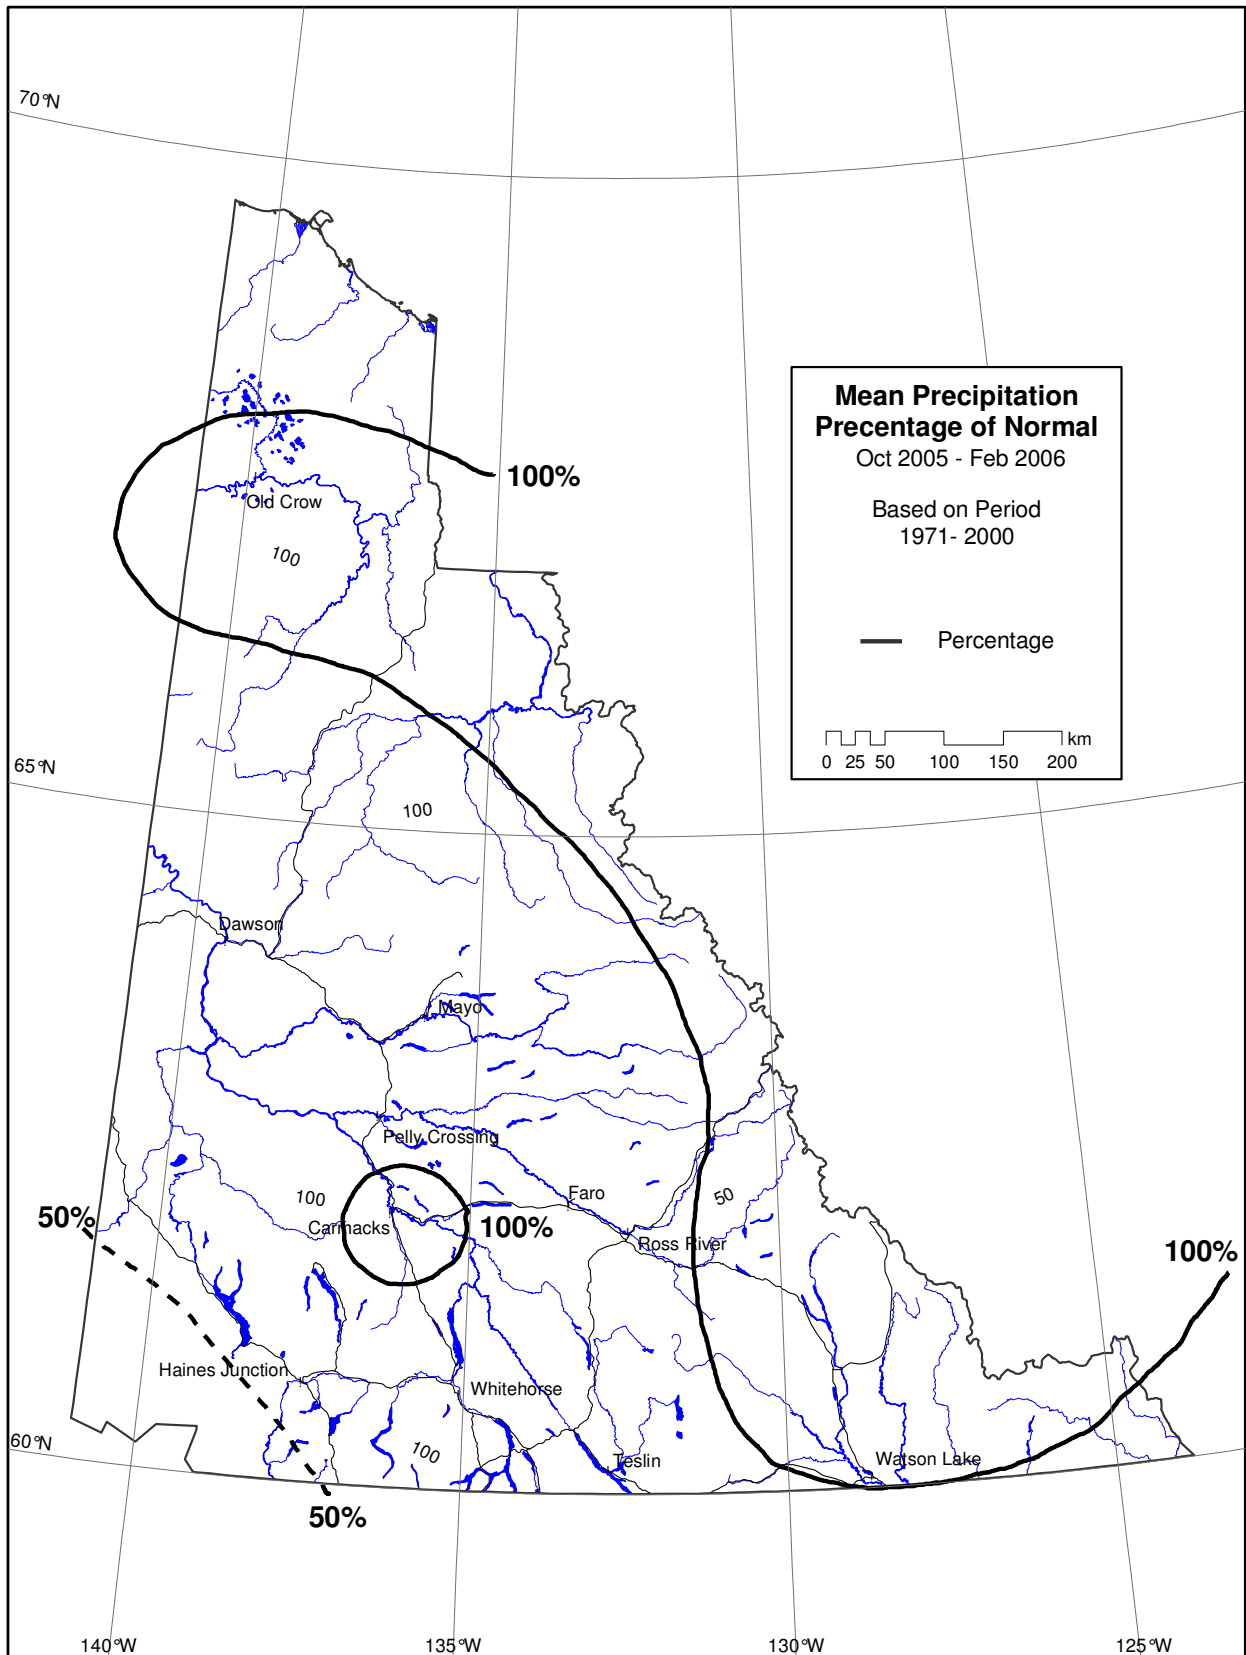 70°N
Mean Precipitation
Precentage of Normal
Oct 2005 - Feb 2006
Based on Period
1971- 2000
Percentage
km
0 25 50 100 150 200
100%
Old Crow
100
65°N
100
Dawson
Mayo
Pelly Crossing
100
Faro
50
50%
Carmacks
100%
Ross River
100%
Haines Junction
Whitehorse
60°N
100
Teslin
Watson Lake
50%
140°W
135°W
130°W
125°W